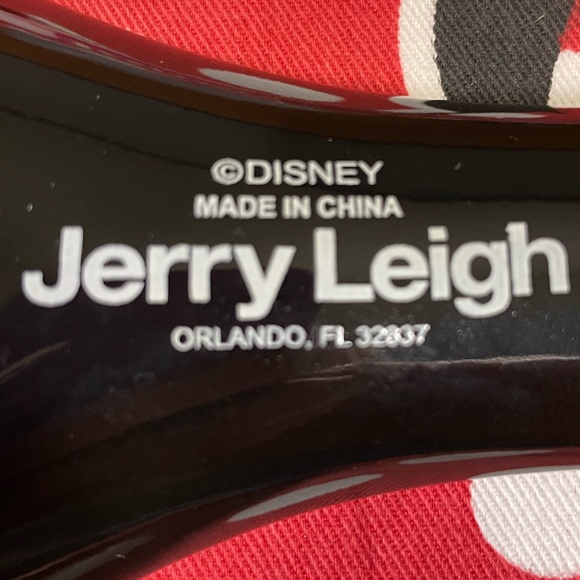 ©DISNEY
MADE IN CHINA
Jerry Leigh
ORLANDO, FL 32837